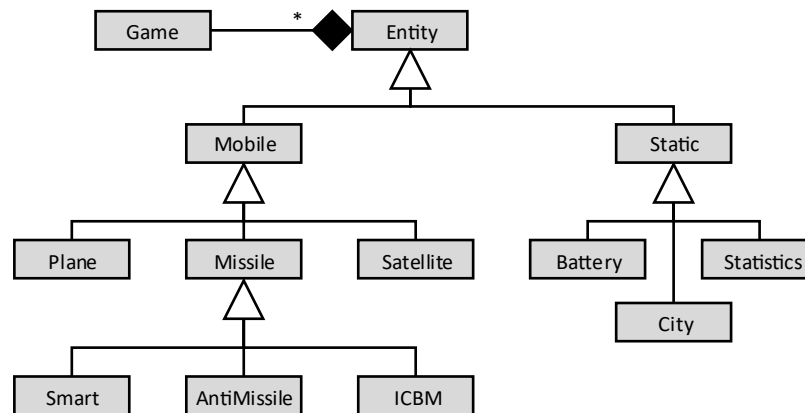 Game * Entity
Mobile Static
Plane Missile Satellite Battery Statistics
City
Smart AntiMissile ICBM